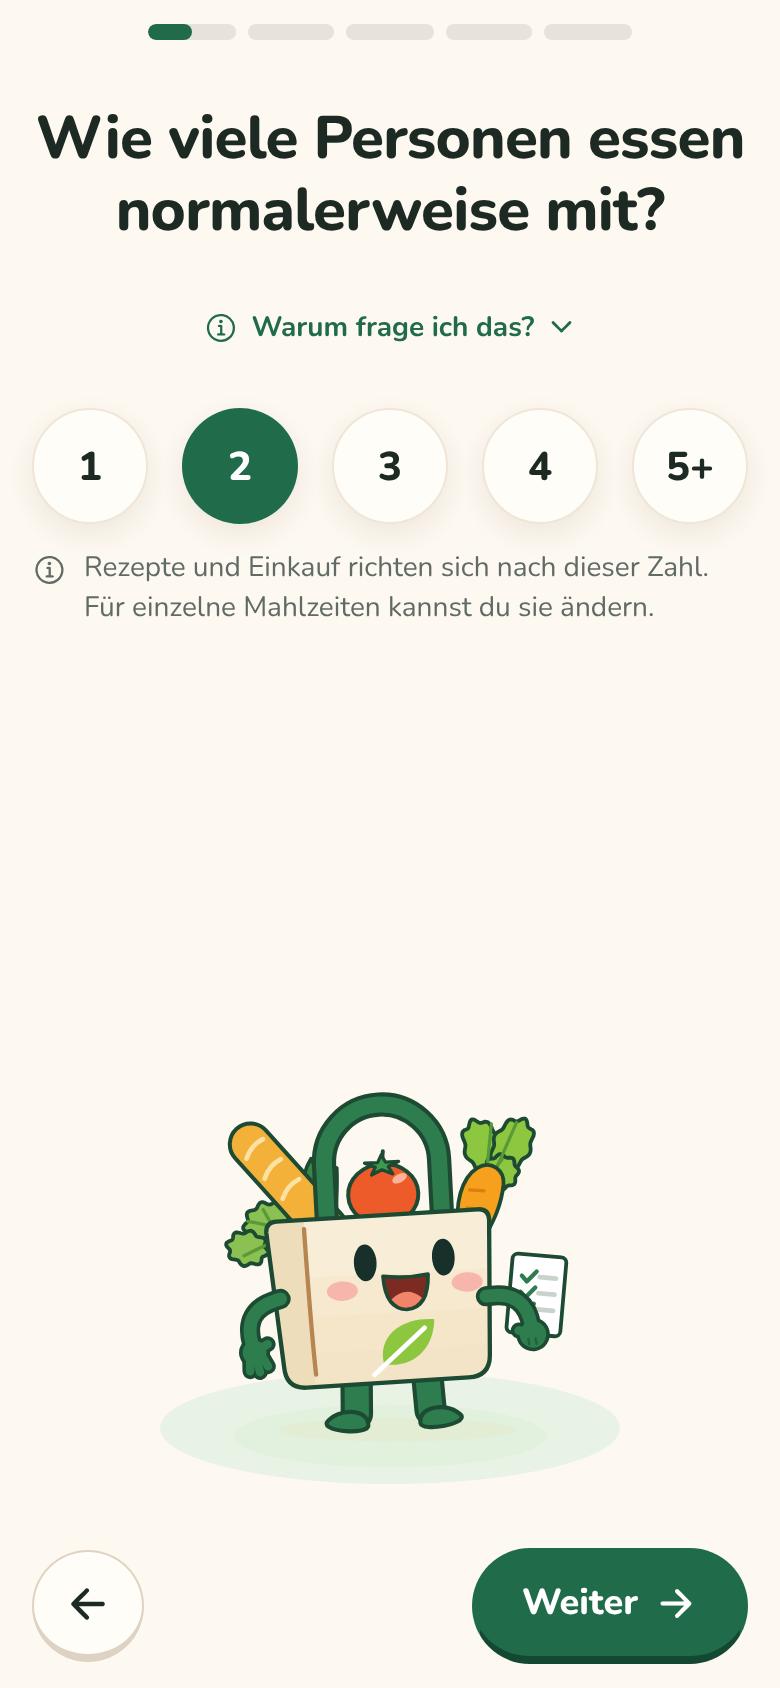 Wie viele Personen essen
normalerweise mit?
Warum frage ich das?
1 2 3 4 5+
Rezepte und Einkauf richten sich nach dieser Zahl.
Für einzelne Mahlzeiten kannst du sie ändern.
Weiter